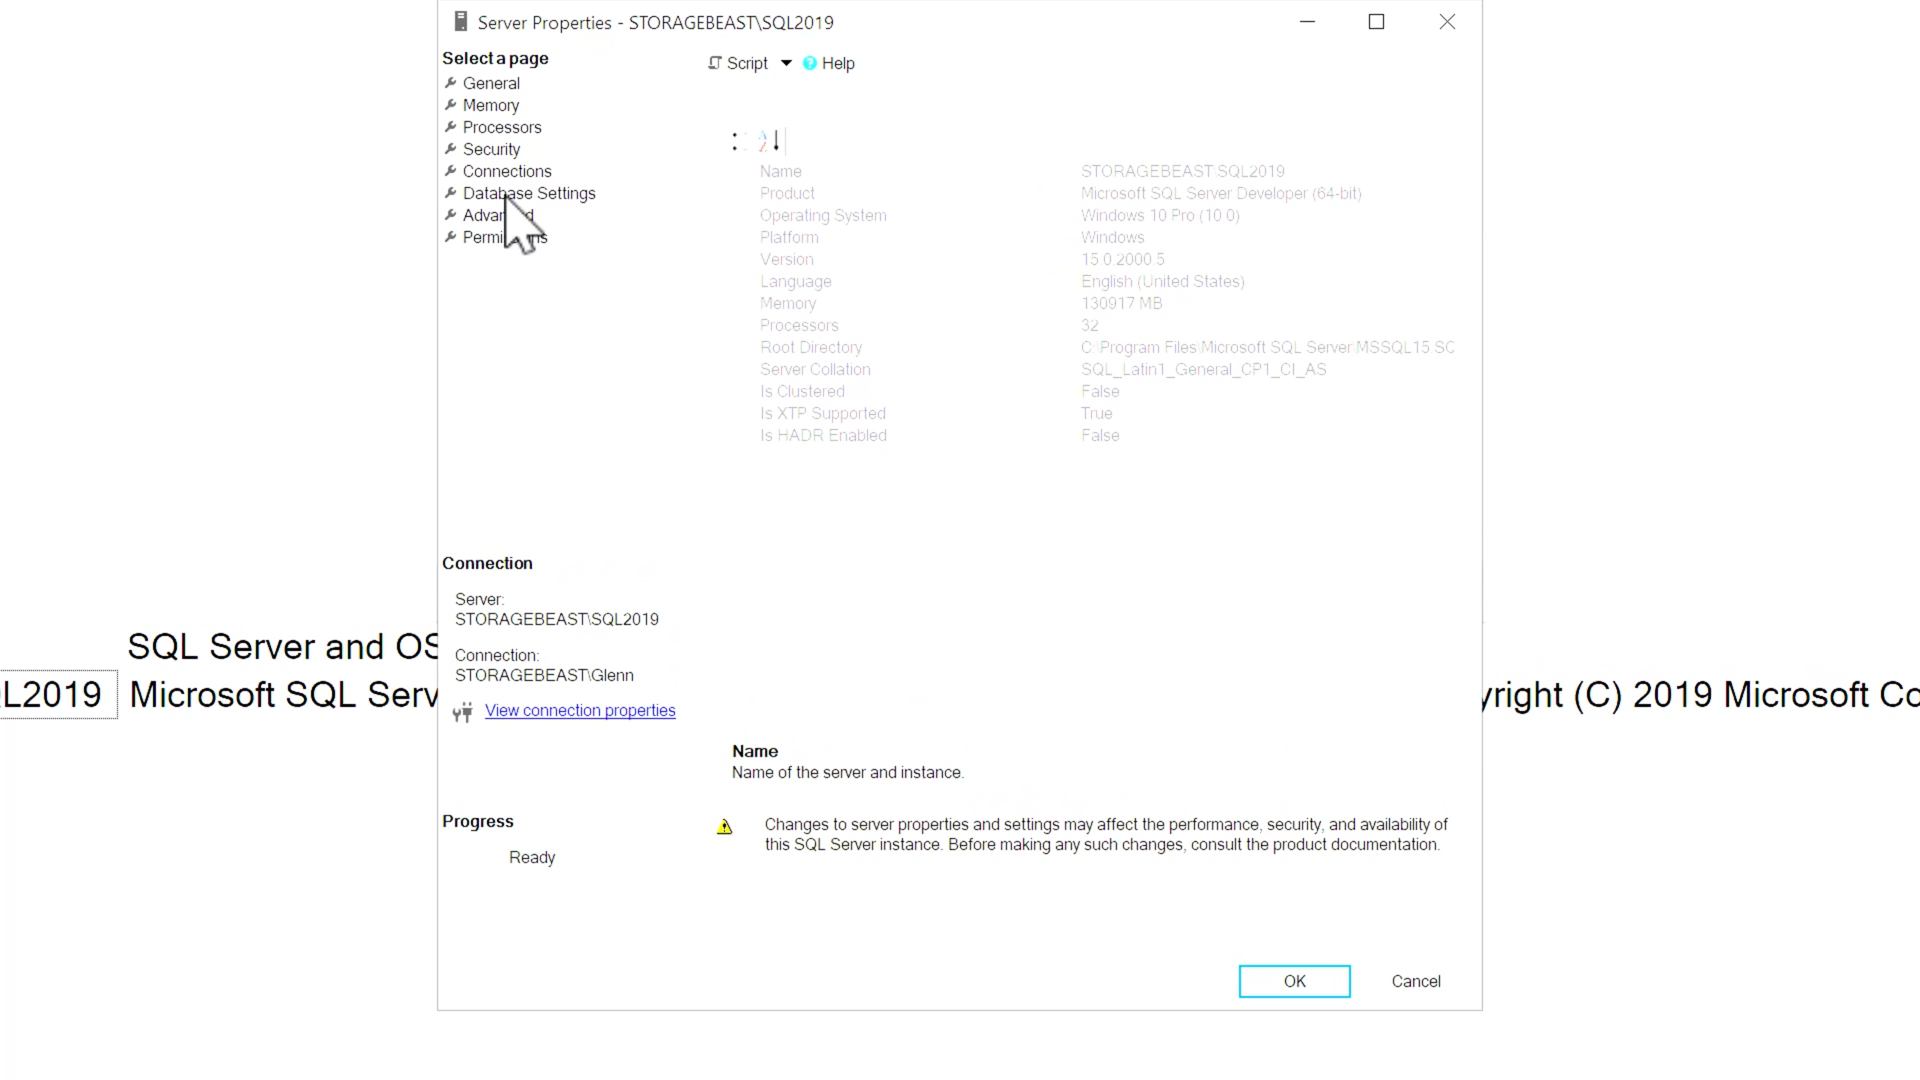 Server Properties - STORAGEBEAST\SQL2019
Select a page
General
Memory
Processors
Security
Connections
Database Settings
Script
Help
Name STORAGEBEAST\SQL2019
Product Microsoft SQL Server Developer (64-bit)
Operating System Windows 10 Pro (10.0)
Platform Windows
Version 15.0.2000.5
Language English (United States)
Memory 130917 MB
Processors 32
Root Directory C:\Program Files\Microsoft SQL Server\MSSQL15.SC
Server Collation SQL_Latin1_General_CP1_CI_AS
Is Clustered False
Is XTP Supported True
Is HADR Enabled False
Connection
Server:
STORAGEBEAST\SQL2019
Connection:
STORAGEBEAST\Glenn
View connection properties
Name
Name of the server and instance.
Progress
Ready
Changes to server properties and settings may affect the performance, security, and availability of
this SQL Server instance. Before making any such changes, consult the product documentation.
OK
Cancel
SQL Server and OS
L2019 Microsoft SQL Serv
yright (C) 2019 Microsoft Co